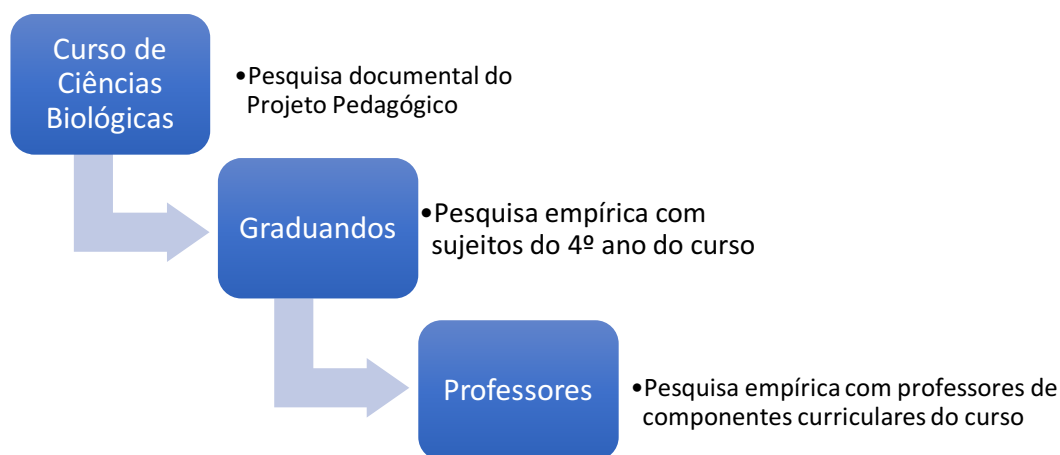 Curso de
Ciências
Biológicas
•Pesquisa documental do
Projeto Pedagógico
Graduandos
•Pesquisa empírica com
sujeitos do 4º ano do curso
Professores
•Pesquisa empírica com professores de
componentes curriculares do curso